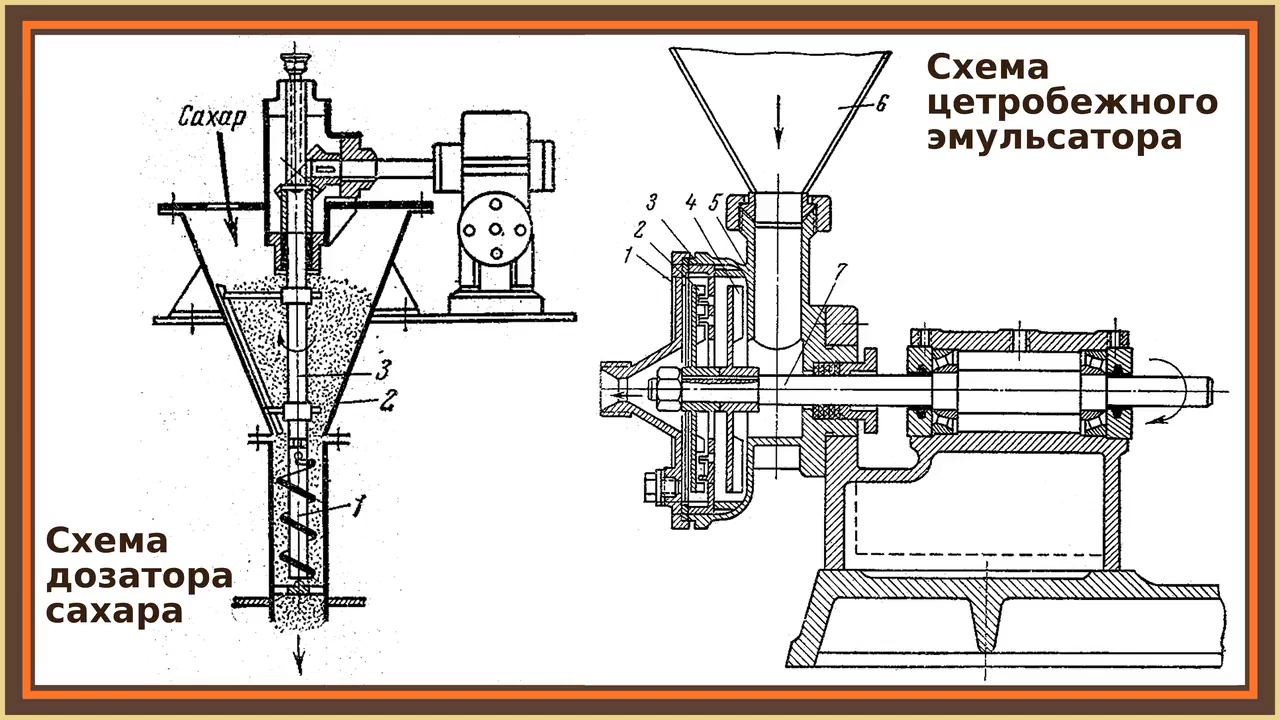 Сахар
3
2
1
Схема
дозатора
сахара
Схема
цетробежного
эмульсатора
6
3 4 5
2
1
7